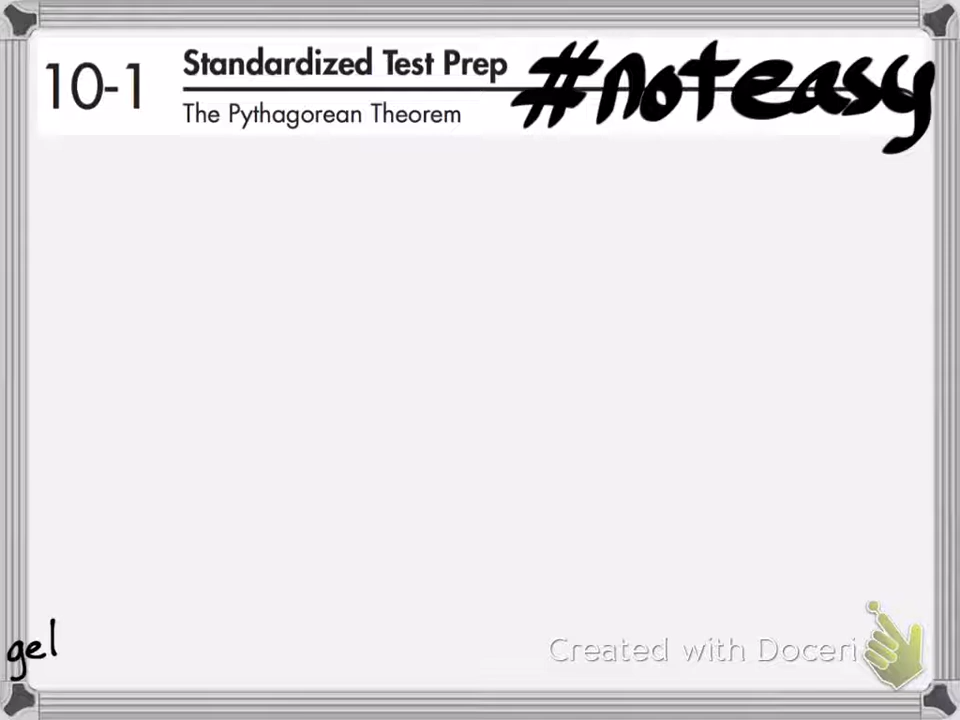 10-1 Standardized Test Prep #noteasy
The Pythagorean Theorem
gel
Created with Doceri